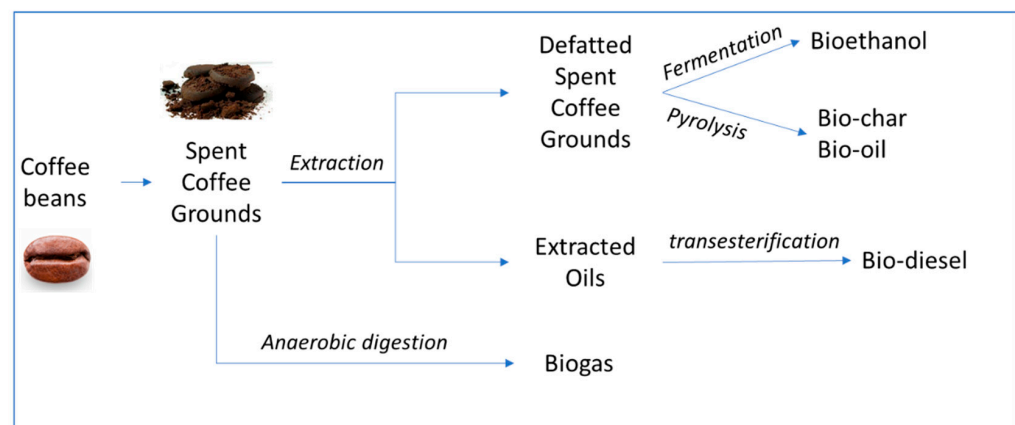 Coffee
beans
Spent
Coffee
Grounds
Extraction
Defatted
Spent
Coffee
Grounds
Fermentation
Bioethanol
Pyrolysis
Bio-char
Bio-oil
Extracted
Oils
transesterification
Bio-diesel
Anaerobic digestion
Biogas